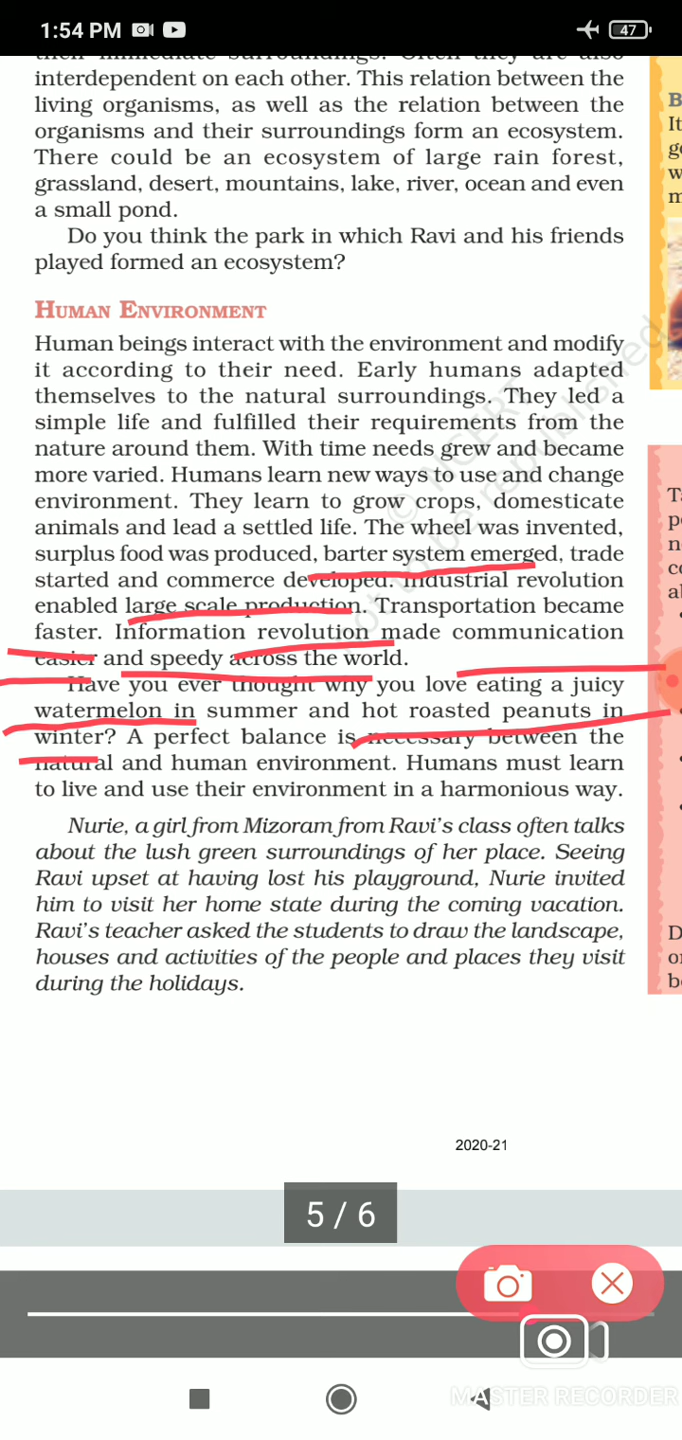 1:54 PM
47
their immediate surroundings. Often they are also
interdependent on each other. This relation between the
living organisms, as well as the relation between the
organisms and their surroundings form an ecosystem.
There could be an ecosystem of large rain forest,
grassland, desert, mountains, lake, river, ocean and even
a small pond.
Do you think the park in which Ravi and his friends
played formed an ecosystem?
HUMAN ENVIRONMENT
Human beings interact with the environment and modify
it according to their need. Early humans adapted
themselves to the natural surroundings. They led a
simple life and fulfilled their requirements from the
nature around them. With time needs grew and became
more varied. Humans learn new ways to use and change
environment. They learn to grow crops, domesticate
animals and lead a settled life. The wheel was invented,
surplus food was produced, barter system emerged, trade
started and commerce developed. Industrial revolution
enabled large scale production. Transportation became
faster. Information revolution made communication
easier and speedy across the world.
Have you ever thought why you love eating a juicy
watermelon in summer and hot roasted peanuts in
winter? A perfect balance is necessary between the
natural and human environment. Humans must learn
to live and use their environment in a harmonious way.
Nurie, a girl from Mizoram from Ravi's class often talks
about the lush green surroundings of her place. Seeing
Ravi upset at having lost his playground, Nurie invited
him to visit her home state during the coming vacation.
Ravi's teacher asked the students to draw the landscape,
houses and activities of the people and places they visit
during the holidays.
© NCERT
not to be republished
B
It
w
m
2020-21
5 / 6
MASTER RECORDER